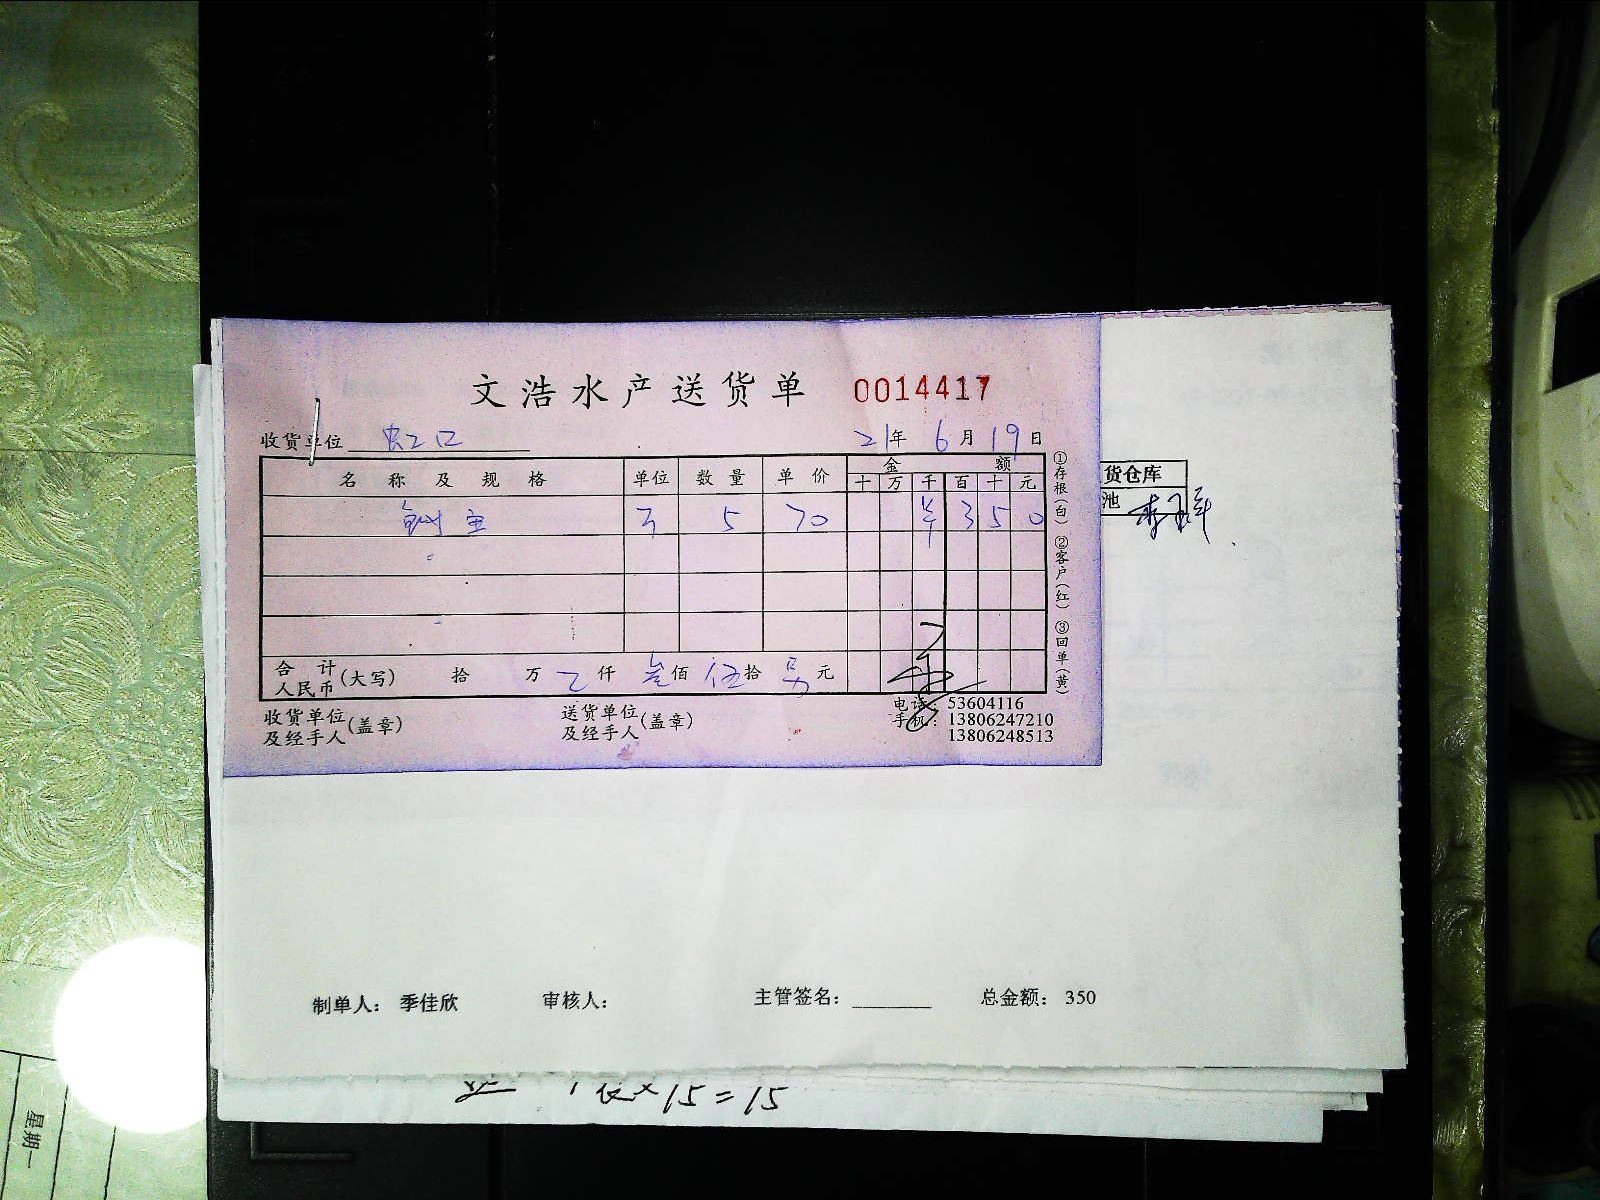 文浩水产送货单 0014417
收货单位 21年 6月 19日
名称及规格 单位 数量 单价 金额
十 万 千 百 十 元
5 70 ¥ 3 5 0
合计人民币(大写) 拾 万 仟 叁佰 伍拾 元
收货单位及经手人(盖章) 送货单位及经手人(盖章)
电话:53604116
手机:13806247210
13806248513
①存根(白) ②客户(红) ③回单(黄)
货仓库
池
制单人: 季佳欣 审核人: 主管签名: 总金额: 350
×15=15
星期一